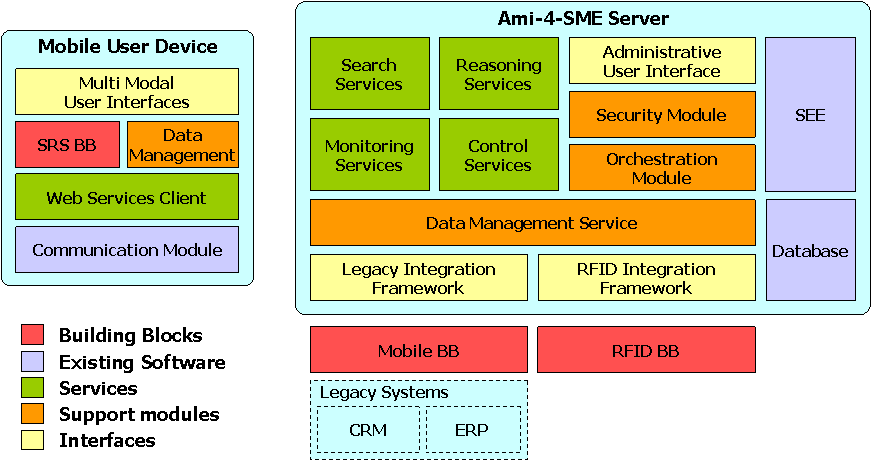 Mobile User Device
Multi Modal
User Interfaces
SRS BB
Data
Management
Web Services Client
Communication Module
Ami-4-SME Server
Search
Services
Reasoning
Services
Administrative
User Interface
SEE
Security Module
Monitoring
Services
Control
Services
Orchestration
Module
Data Management Service
Database
Legacy Integration
Framework
RFID Integration
Framework
Mobile BB
RFID BB
Legacy Systems
CRM
ERP
Building Blocks
Existing Software
Services
Support modules
Interfaces